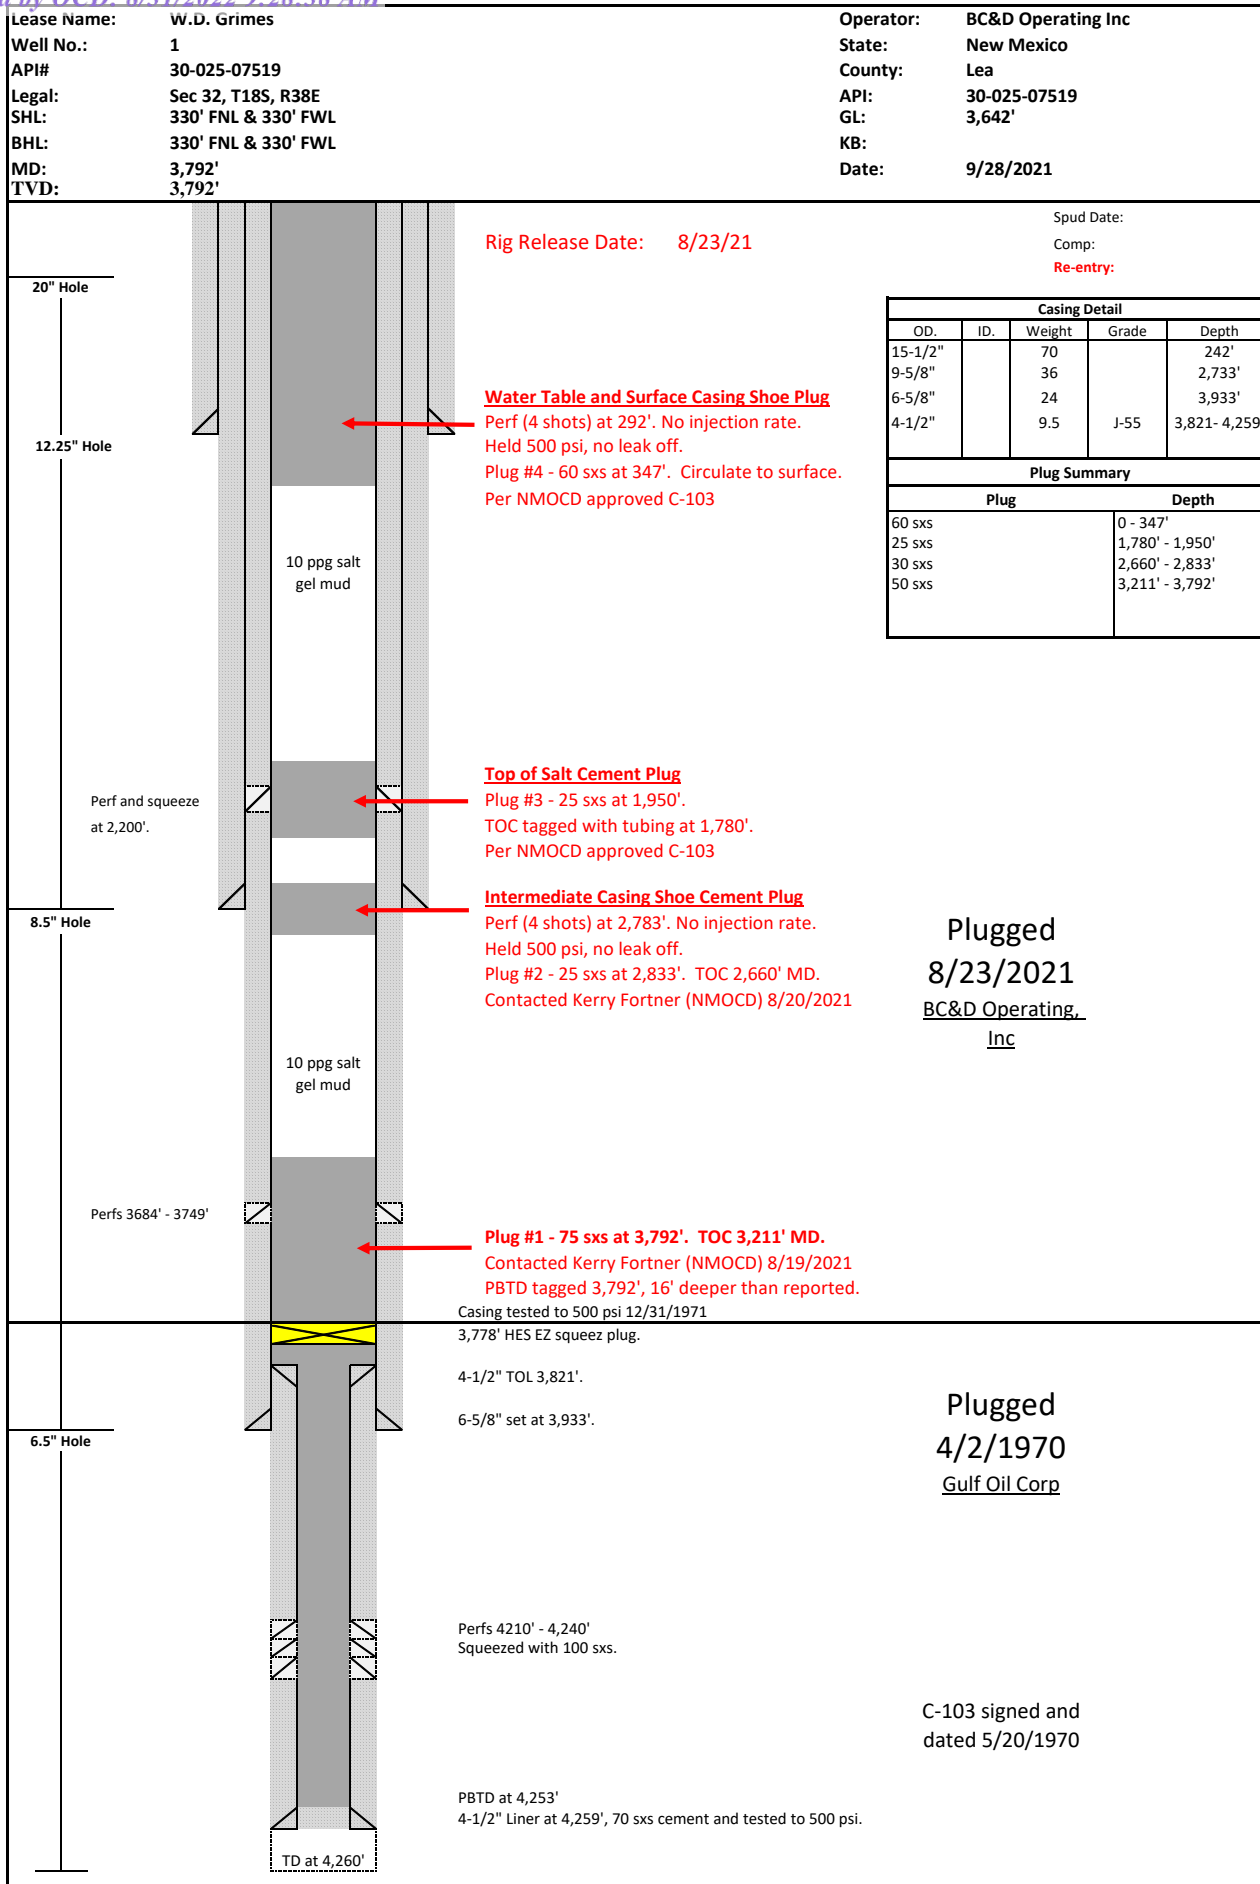 by OCD: 8/31/2022 9:26:36 AM
Lease Name: W.D. Grimes Operator: BC&D Operating Inc
Well No.: 1 State: New Mexico
API# 30-025-07519 County: Lea
Legal: Sec 32, T18S, R38E API: 30-025-07519
SHL: 330' FNL & 330' FWL GL: 3,642'
BHL: 330' FNL & 330' FWL KB:
MD: 3,792' Date: 9/28/2021
TVD: 3,792'
Spud Date:
Rig Release Date: 8/23/21
Comp:
Re-entry:
20" Hole
Casing Detail
OD. ID. Weight Grade Depth
15-1/2" 70 242'
9-5/8" 36 2,733'
6-5/8" 24 3,933'
4-1/2" 9.5 J-55 3,821- 4,259
Plug Summary
Plug Depth
60 sxs 0 - 347'
25 sxs 1,780' - 1,950'
30 sxs 2,660' - 2,833'
50 sxs 3,211' - 3,792'
Water Table and Surface Casing Shoe Plug
Perf (4 shots) at 292'. No injection rate.
Held 500 psi, no leak off.
Plug #4 - 60 sxs at 347'. Circulate to surface.
Per NMOCD approved C-103
12.25" Hole
10 ppg salt
gel mud
Top of Salt Cement Plug
Plug #3 - 25 sxs at 1,950'.
TOC tagged with tubing at 1,780'.
Per NMOCD approved C-103
Perf and squeeze
at 2,200'.
Intermediate Casing Shoe Cement Plug
Perf (4 shots) at 2,783'. No injection rate.
Held 500 psi, no leak off.
Plug #2 - 25 sxs at 2,833'. TOC 2,660' MD.
Contacted Kerry Fortner (NMOCD) 8/20/2021
8.5" Hole
Plugged
8/23/2021
BC&D Operating,
Inc
10 ppg salt
gel mud
Perfs 3684' - 3749'
Plug #1 - 75 sxs at 3,792'. TOC 3,211' MD.
Contacted Kerry Fortner (NMOCD) 8/19/2021
PBTD tagged 3,792', 16' deeper than reported.
Casing tested to 500 psi 12/31/1971
3,778' HES EZ squeez plug.
4-1/2" TOL 3,821'.
6-5/8" set at 3,933'.
6.5" Hole
Plugged
4/2/1970
Gulf Oil Corp
Perfs 4210' - 4,240'
Squeezed with 100 sxs.
C-103 signed and
dated 5/20/1970
PBTD at 4,253'
4-1/2" Liner at 4,259', 70 sxs cement and tested to 500 psi.
TD at 4,260'